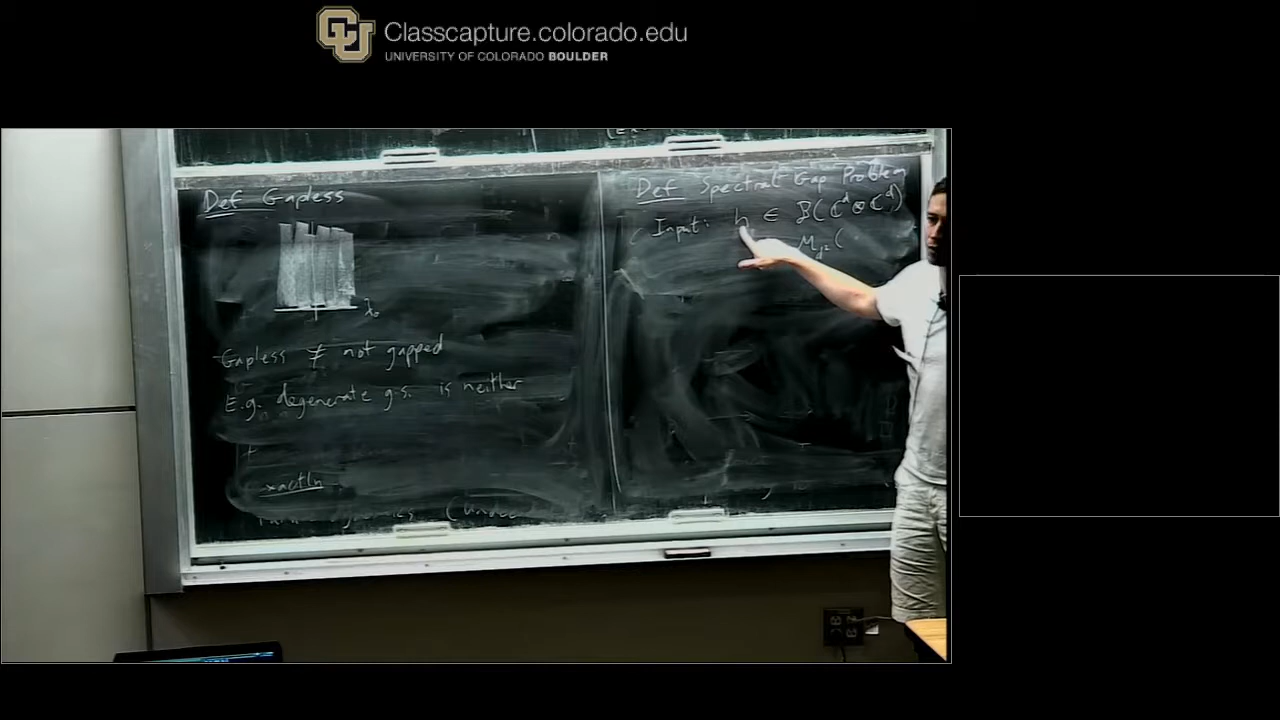 Classcapture.colorado.edu
UNIVERSITY OF COLORADO BOULDER
Def Gapless
λ₀
Gapless ≠ not gapped
E.g. degenerate g.s. is neither
Def Spectral Gap Problem
Input: h ∈ B(ℂᵈ⊗ℂᵈ)